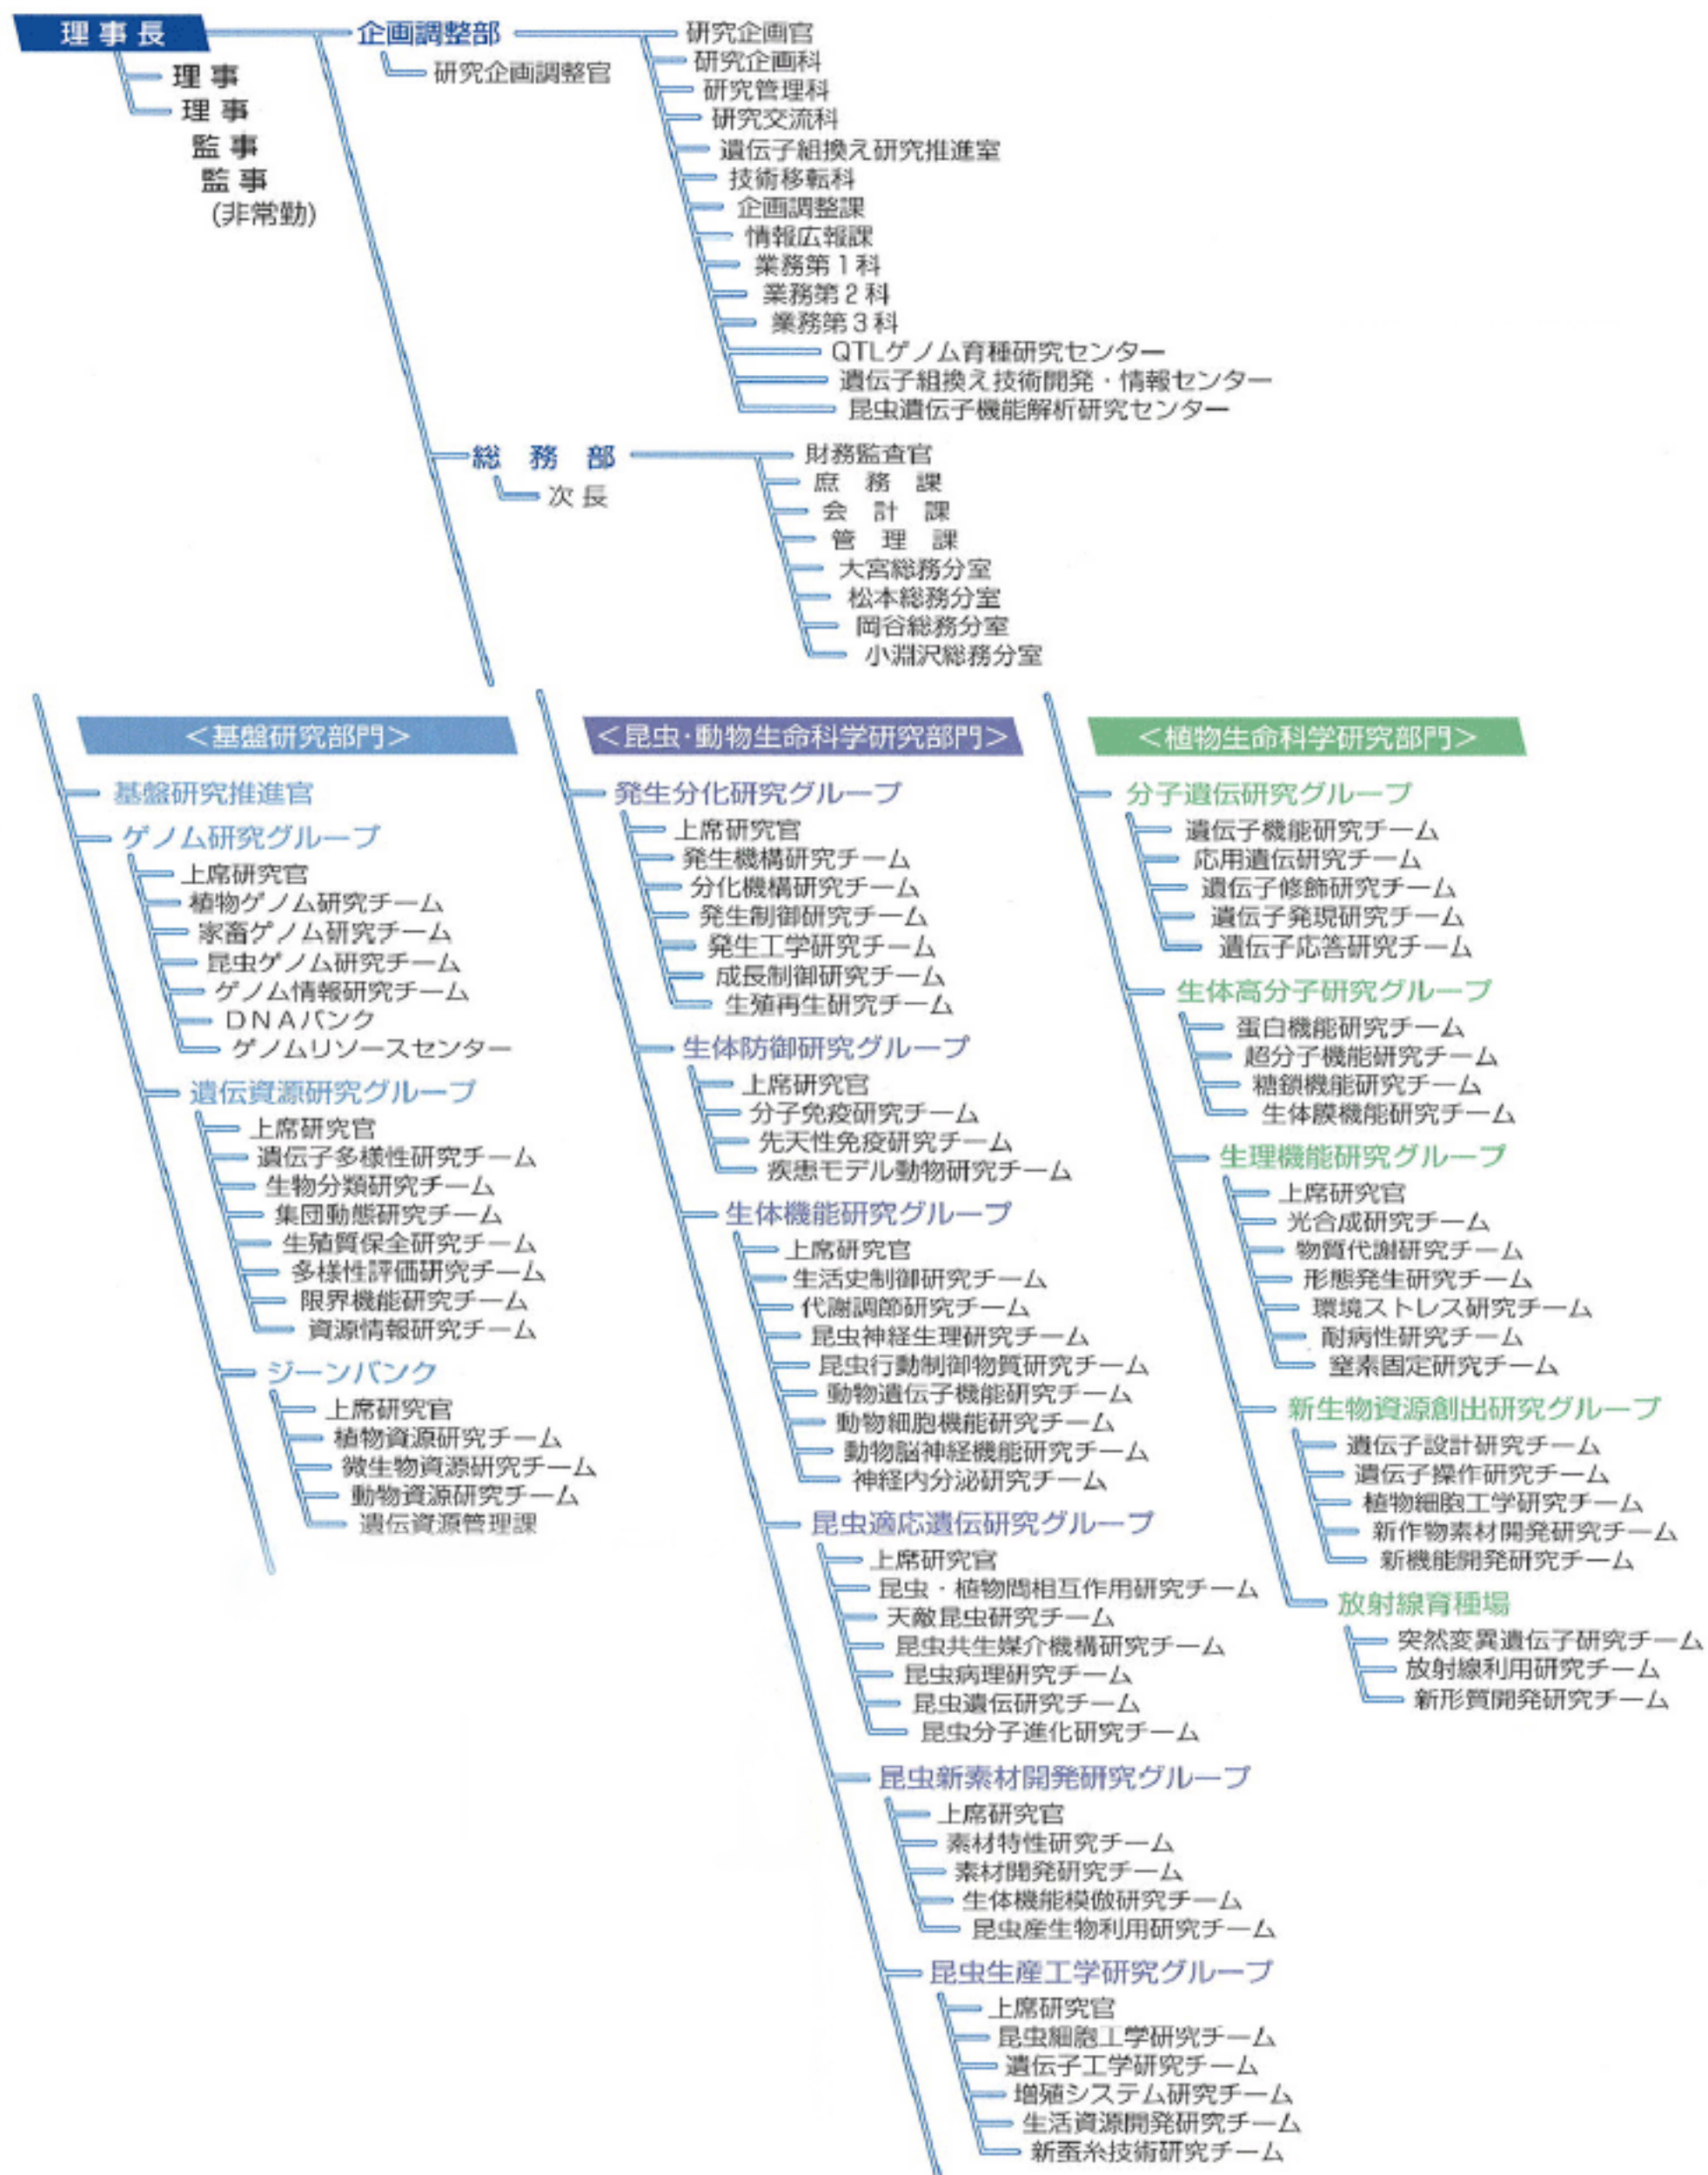 理事長
理事
理事
監事
監事
(非常勤)
企画調整部
研究企画調整官
研究企画官
研究企画科
研究管理科
研究交流科
遺伝子組換え研究推進室
技術移転科
企画調整課
情報広報課
業務第1科
業務第2科
業務第3科
QTLゲノム育種研究センター
遺伝子組換え技術開発・情報センター
昆虫遺伝子機能解析研究センター
総務部
次長
財務監査官
庶務課
会計課
管理課
大宮総務分室
松本総務分室
岡谷総務分室
小淵沢総務分室
<基盤研究部門>
基盤研究推進官
ゲノム研究グループ
上席研究官
植物ゲノム研究チーム
家畜ゲノム研究チーム
昆虫ゲノム研究チーム
ゲノム情報研究チーム
DNAバンク
ゲノムリソースセンター
遺伝資源研究グループ
上席研究官
遺伝子多様性研究チーム
生物分類研究チーム
集団動態研究チーム
生殖質保全研究チーム
多様性評価研究チーム
限界機能研究チーム
資源情報研究チーム
ジーンバンク
上席研究官
植物資源研究チーム
微生物資源研究チーム
動物資源研究チーム
遺伝資源管理課
<昆虫・動物生命科学研究部門>
発生分化研究グループ
上席研究官
発生機構研究チーム
分化機構研究チーム
発生制御研究チーム
発生工学研究チーム
成長制御研究チーム
生殖再生研究チーム
生体防御研究グループ
上席研究官
分子免疫研究チーム
先天性免疫研究チーム
疾患モデル動物研究チーム
生体機能研究グループ
上席研究官
生活史制御研究チーム
代謝調節研究チーム
昆虫神経生理研究チーム
昆虫行動制御物質研究チーム
動物遺伝子機能研究チーム
動物細胞機能研究チーム
動物脳神経機能研究チーム
神経内分泌研究チーム
昆虫適応遺伝研究グループ
上席研究官
昆虫・植物間相互作用研究チーム
天敵昆虫研究チーム
昆虫共生媒介機構研究チーム
昆虫病理研究チーム
昆虫遺伝研究チーム
昆虫分子進化研究チーム
昆虫新素材開発研究グループ
上席研究官
素材特性研究チーム
素材開発研究チーム
生体機能模倣研究チーム
昆虫産生物利用研究チーム
昆虫生産工学研究グループ
上席研究官
昆虫細胞工学研究チーム
遺伝子工学研究チーム
増殖システム研究チーム
生活資源開発研究チーム
新蚕糸技術研究チーム
<植物生命科学研究部門>
分子遺伝研究グループ
遺伝子機能研究チーム
応用遺伝研究チーム
遺伝子修飾研究チーム
遺伝子発現研究チーム
遺伝子応答研究チーム
生体高分子研究グループ
蛋白機能研究チーム
超分子機能研究チーム
糖鎖機能研究チーム
生体膜機能研究チーム
生理機能研究グループ
上席研究官
光合成研究チーム
物質代謝研究チーム
形態発生研究チーム
環境ストレス研究チーム
耐病性研究チーム
窒素固定研究チーム
新生物資源創出研究グループ
遺伝子設計研究チーム
遺伝子操作研究チーム
植物細胞工学研究チーム
新作物素材開発研究チーム
新機能開発研究チーム
放射線育種場
突然変異遺伝子研究チーム
放射線利用研究チーム
新形質開発研究チーム